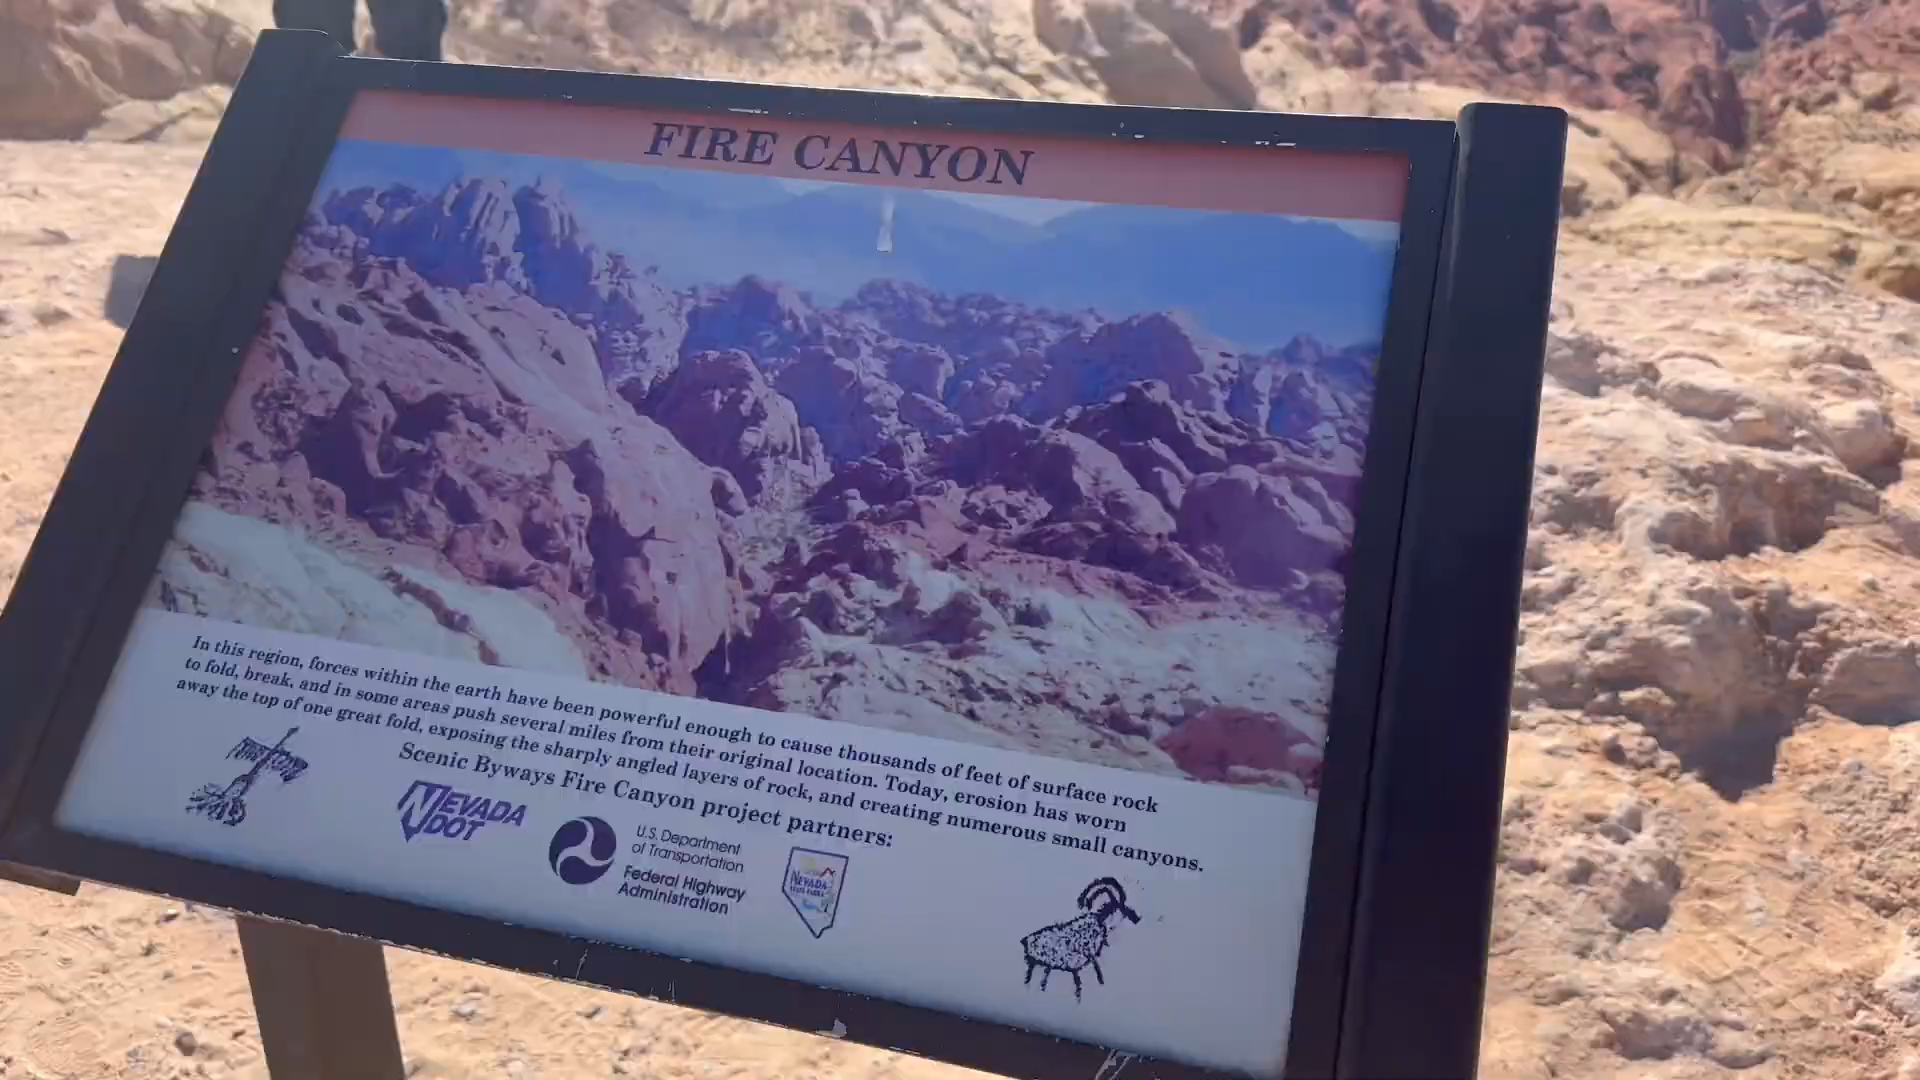 FIRE CANYON
In this region, forces within the earth have been powerful enough to cause thousands of feet of surface rock
to fold, break, and in some areas push several miles from their original location. Today, erosion has worn
away the top of one great fold, exposing the sharply angled layers of rock, and creating numerous small canyons.
Scenic Byways Fire Canyon project partners:
NEVADA
DOT
U.S. Department
of Transportation
Federal Highway
Administration
NEVADA
STATE PARKS